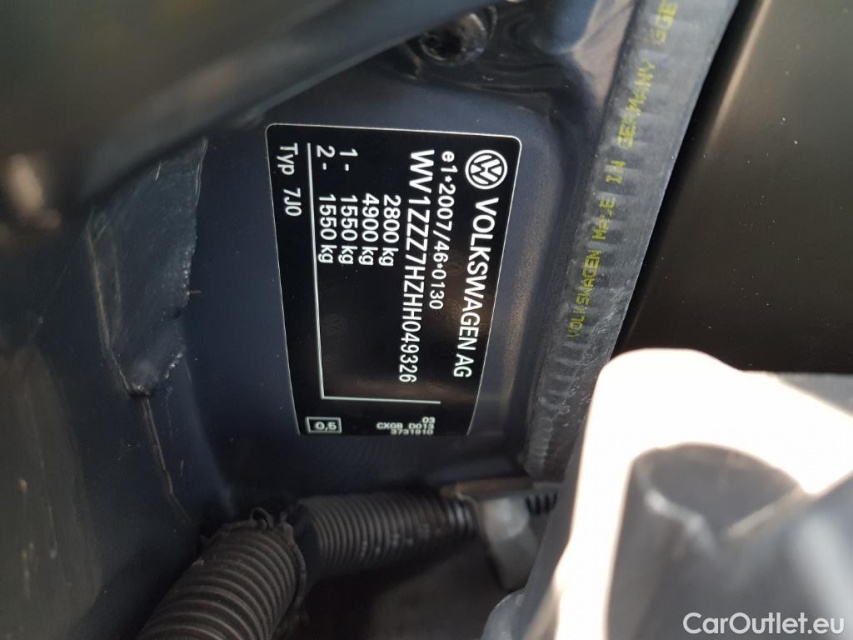 VOLKSWAGEN AG
e1*2007/46*0130
WV1ZZZ7HZHH049326
2800 kg
4900 kg
1- 1550 kg
2- 1550 kg
Typ 7J0
03
CXGB D013
3731910
0,5
VOLKSWAGEN MADE IN GERMANY
CarOutlet.eu